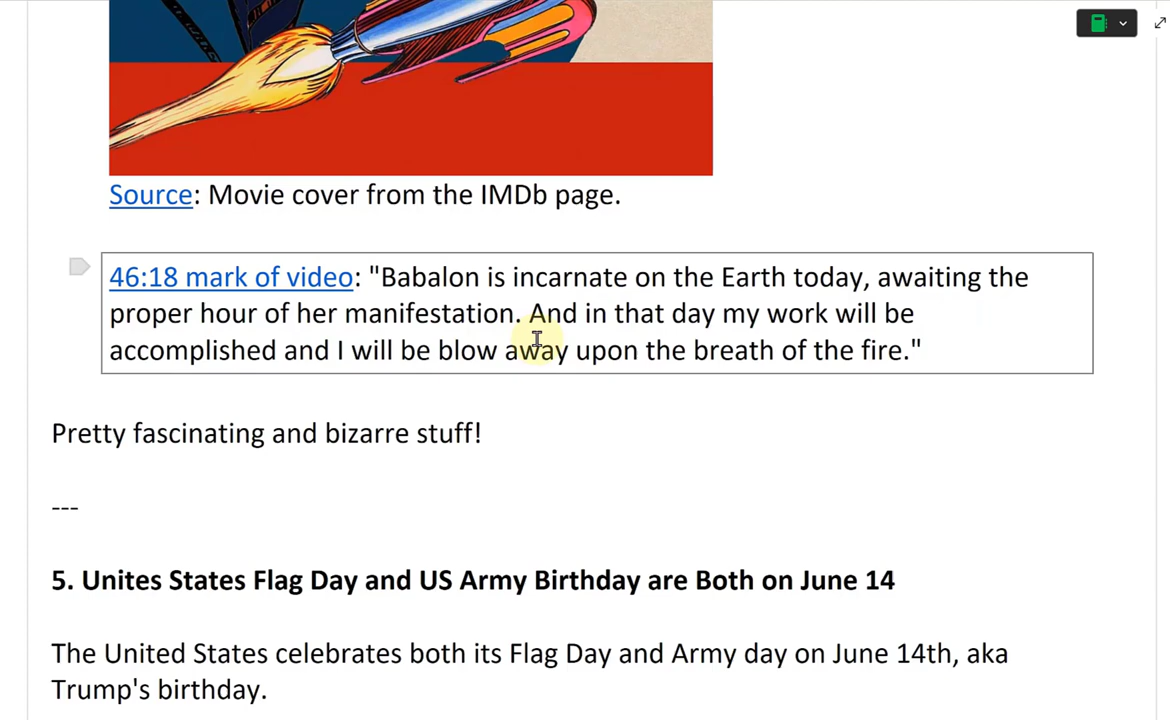 Source: Movie cover from the IMDb page.
46:18 mark of video: "Babalon is incarnate on the Earth today, awaiting the
proper hour of her manifestation. And in that day my work will be
accomplished and I will be blow away upon the breath of the fire."
Pretty fascinating and bizarre stuff!
---
5. Unites States Flag Day and US Army Birthday are Both on June 14
The United States celebrates both its Flag Day and Army day on June 14th, aka
Trump's birthday.